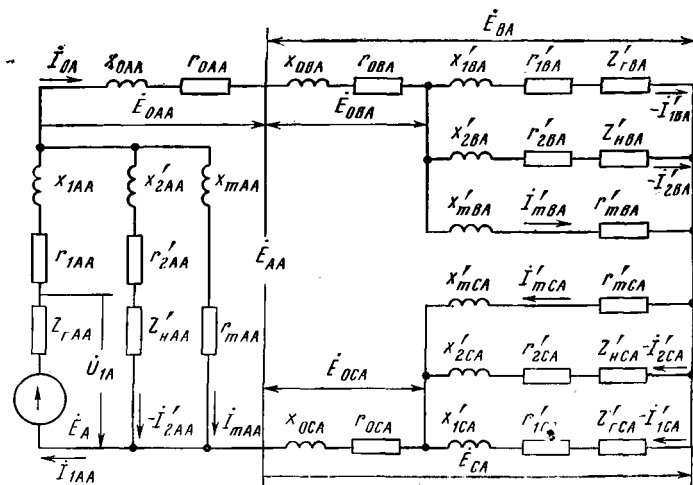 Ė_BA
İ_0A x_0AA r_0AA x_0BA r_0BA x'_1BA r'_1BA Z'_гBA
-İ'_1BA
Ė_0AA Ė_0BA
x'_2BA r'_2BA Z'_нBA
-İ'_2BA
x_1AA x'_2AA x_mAA
x'_mBA İ'_mBA r'_mBA
r_1AA r'_2AA
Ė_AA
x'_mCA İ'_mCA r'_mCA
Z_гAA Z'_нAA r_mAA
U̇_1A
x'_2CA r'_2CA Z'_нCA -İ'_2CA
Ė_0CA
Ė_A -İ'_2AA İ_mAA x_0CA r_0CA x'_1CA r'_1CA Z'_гCA -İ'_1CA
İ_1AA Ė_CA